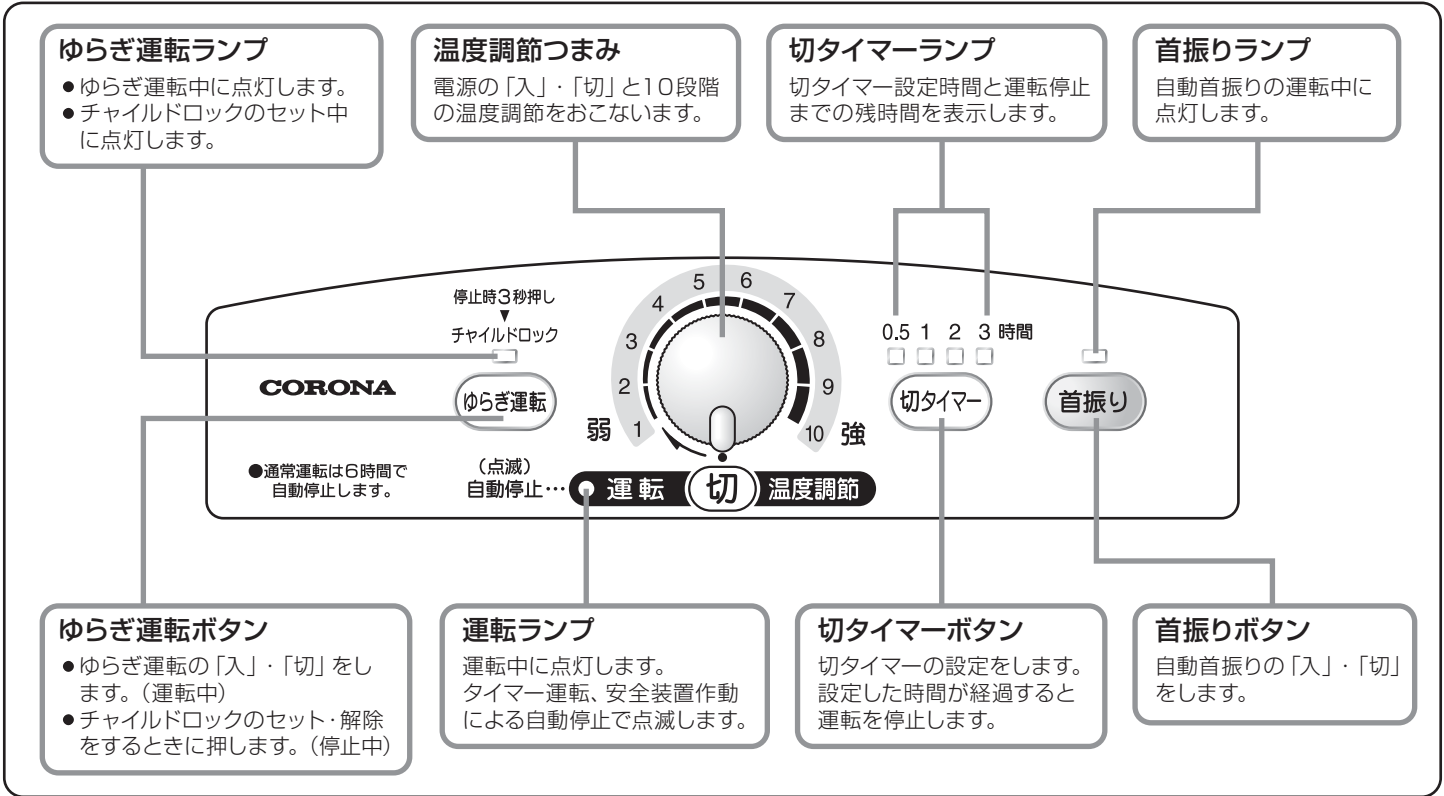 ゆらぎ運転ランプ
●ゆらぎ運転中に点灯します。
●チャイルドロックのセット中
に点灯します。
温度調節つまみ
電源の「入」・「切」と10段階
の温度調節をおこないます。
切タイマーランプ
切タイマー設定時間と運転停止
までの残時間を表示します。
首振りランプ
自動首振りの運転中に
点灯します。
停止時3秒押し
▼
チャイルドロック
CORONA
ゆらぎ運転
●通常運転は6時間で
自動停止します。
(点滅)
自動停止…
弱
1
2
3
4
5
6
7
8
9
10
強
運転
切
温度調節
0.5 1 2 3 時間
切タイマー
首振り
ゆらぎ運転ボタン
●ゆらぎ運転の「入」・「切」をし
ます。(運転中)
●チャイルドロックのセット・解除
をするときに押します。(停止中)
運転ランプ
運転中に点灯します。
タイマー運転、安全装置作動
による自動停止で点滅します。
切タイマーボタン
切タイマーの設定をします。
設定した時間が経過すると
運転を停止します。
首振りボタン
自動首振りの「入」・「切」
をします。